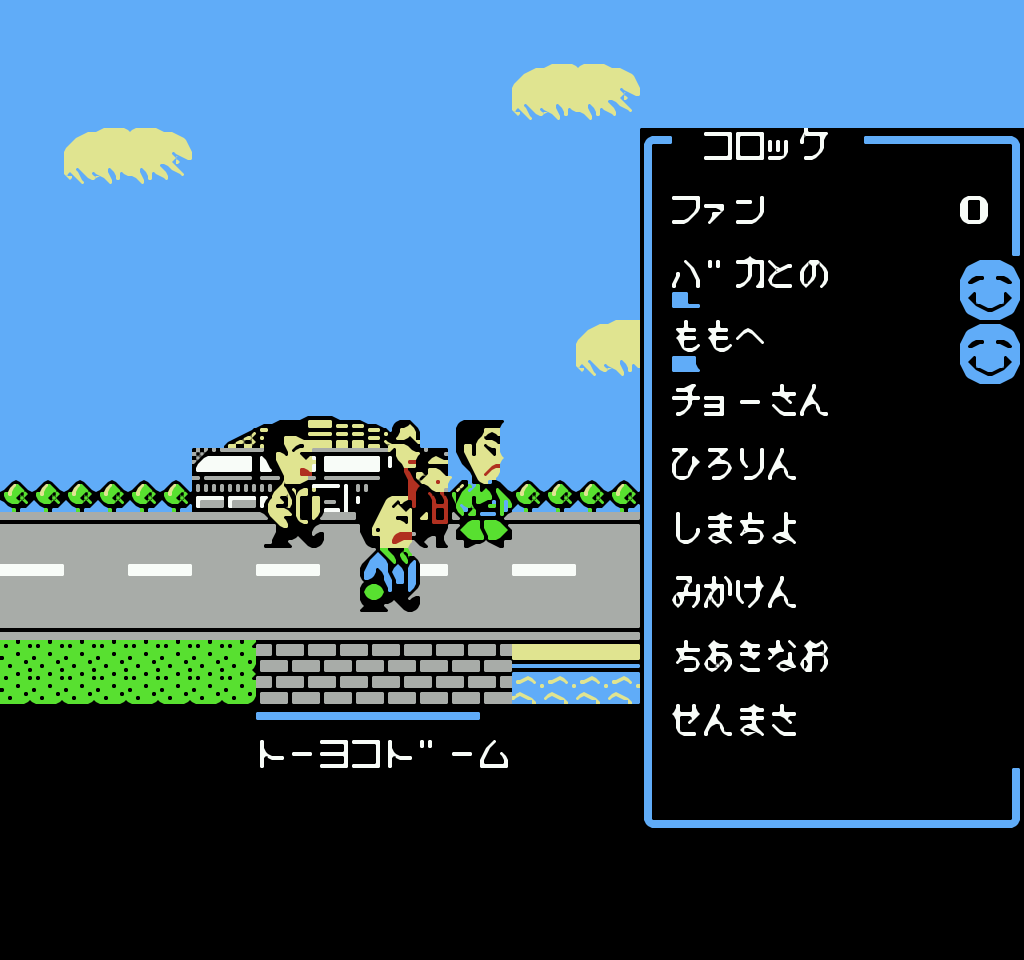 コロッケ
ファン 0
バカとの
ももへ
チョーさん
ひろりん
しまちよ
みかけん
ちあきなお
せんまさ
トーヨコドーム